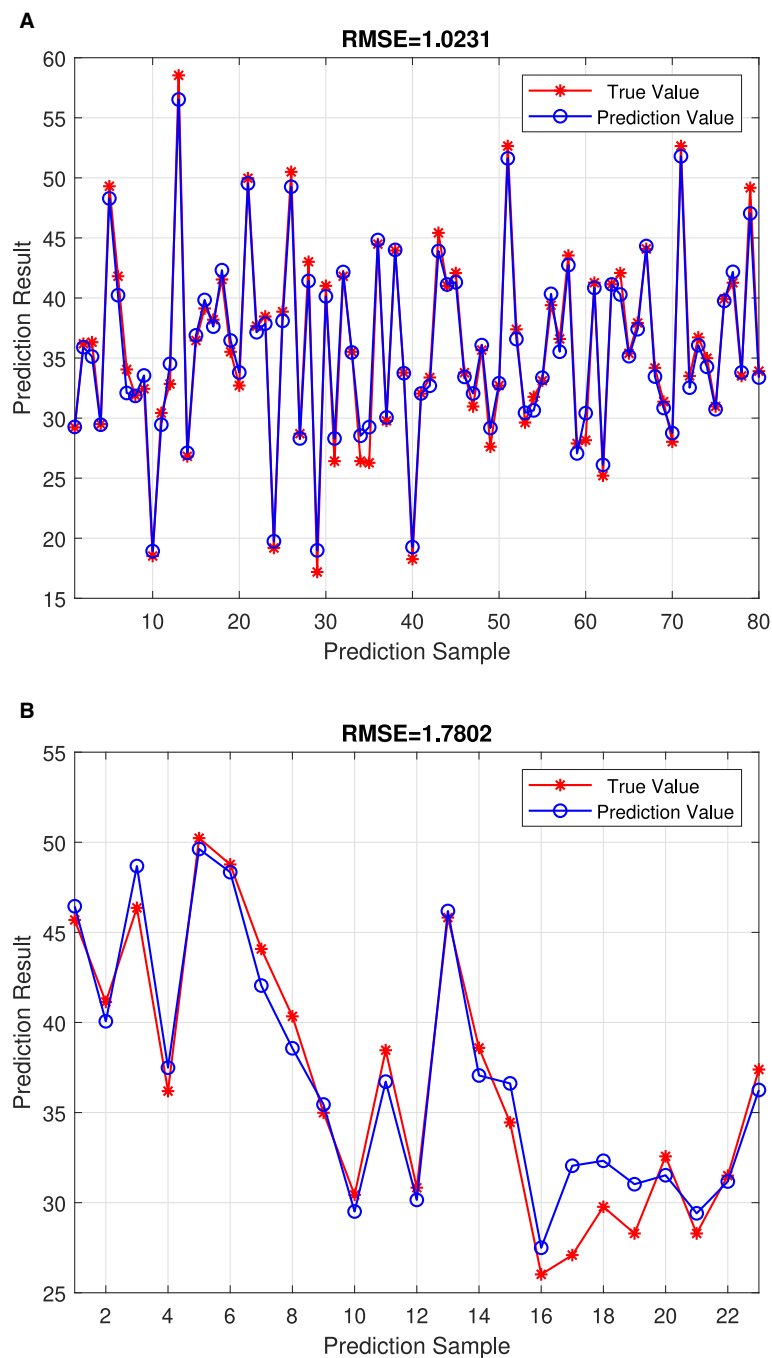 A
RMSE=1.0231
60
55
50
45
40
35
30
25
20
15
Prediction Result
True Value
Prediction Value
10 20 30 40 50 60 70 80
Prediction Sample
B
RMSE=1.7802
55
50
45
40
35
30
25
Prediction Result
True Value
Prediction Value
2 4 6 8 10 12 14 16 18 20 22
Prediction Sample